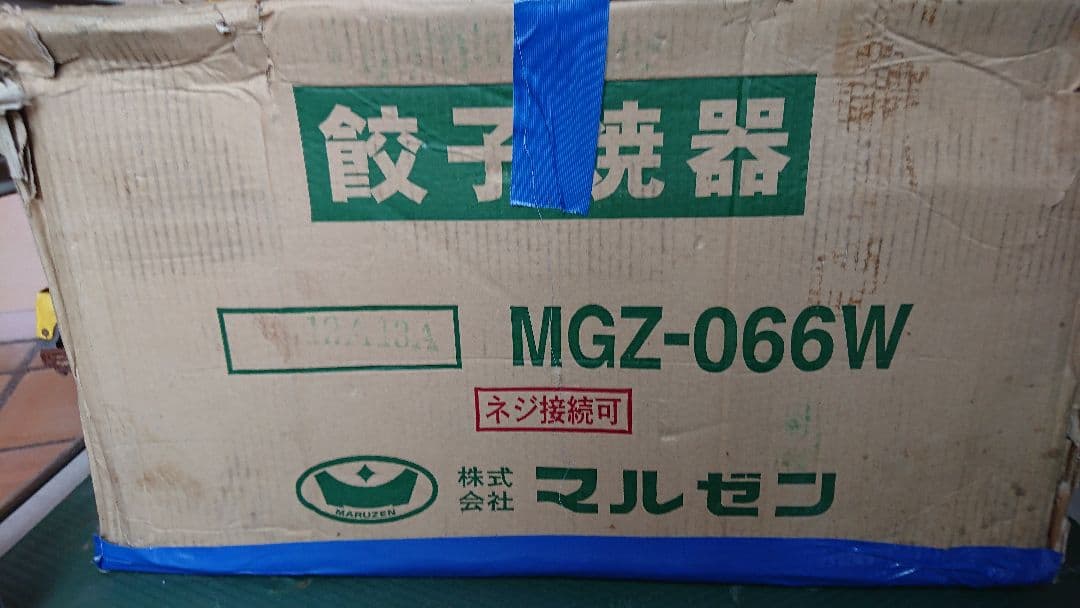 餃子焼器
12A13A
MGZ-066W
ネジ接続可
MARUZEN
株式会社
マルゼン